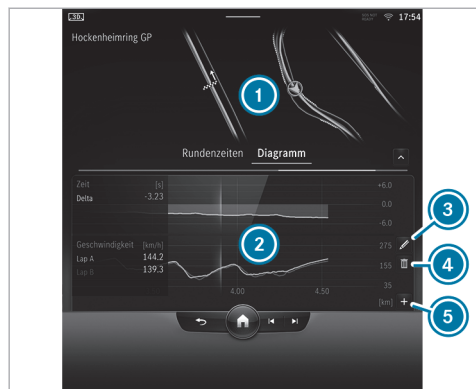 3D
17:54
Hockenheimring GP
1
Rundenzeiten Diagramm
Zeit [s] +6.0
Delta -3.23 0.0
-6.0
3
Geschwindigkeit [km/h] 2 275
Lap A 144.2 155 4
Lap B 139.3 35
4.00 4.50
[km] + 5